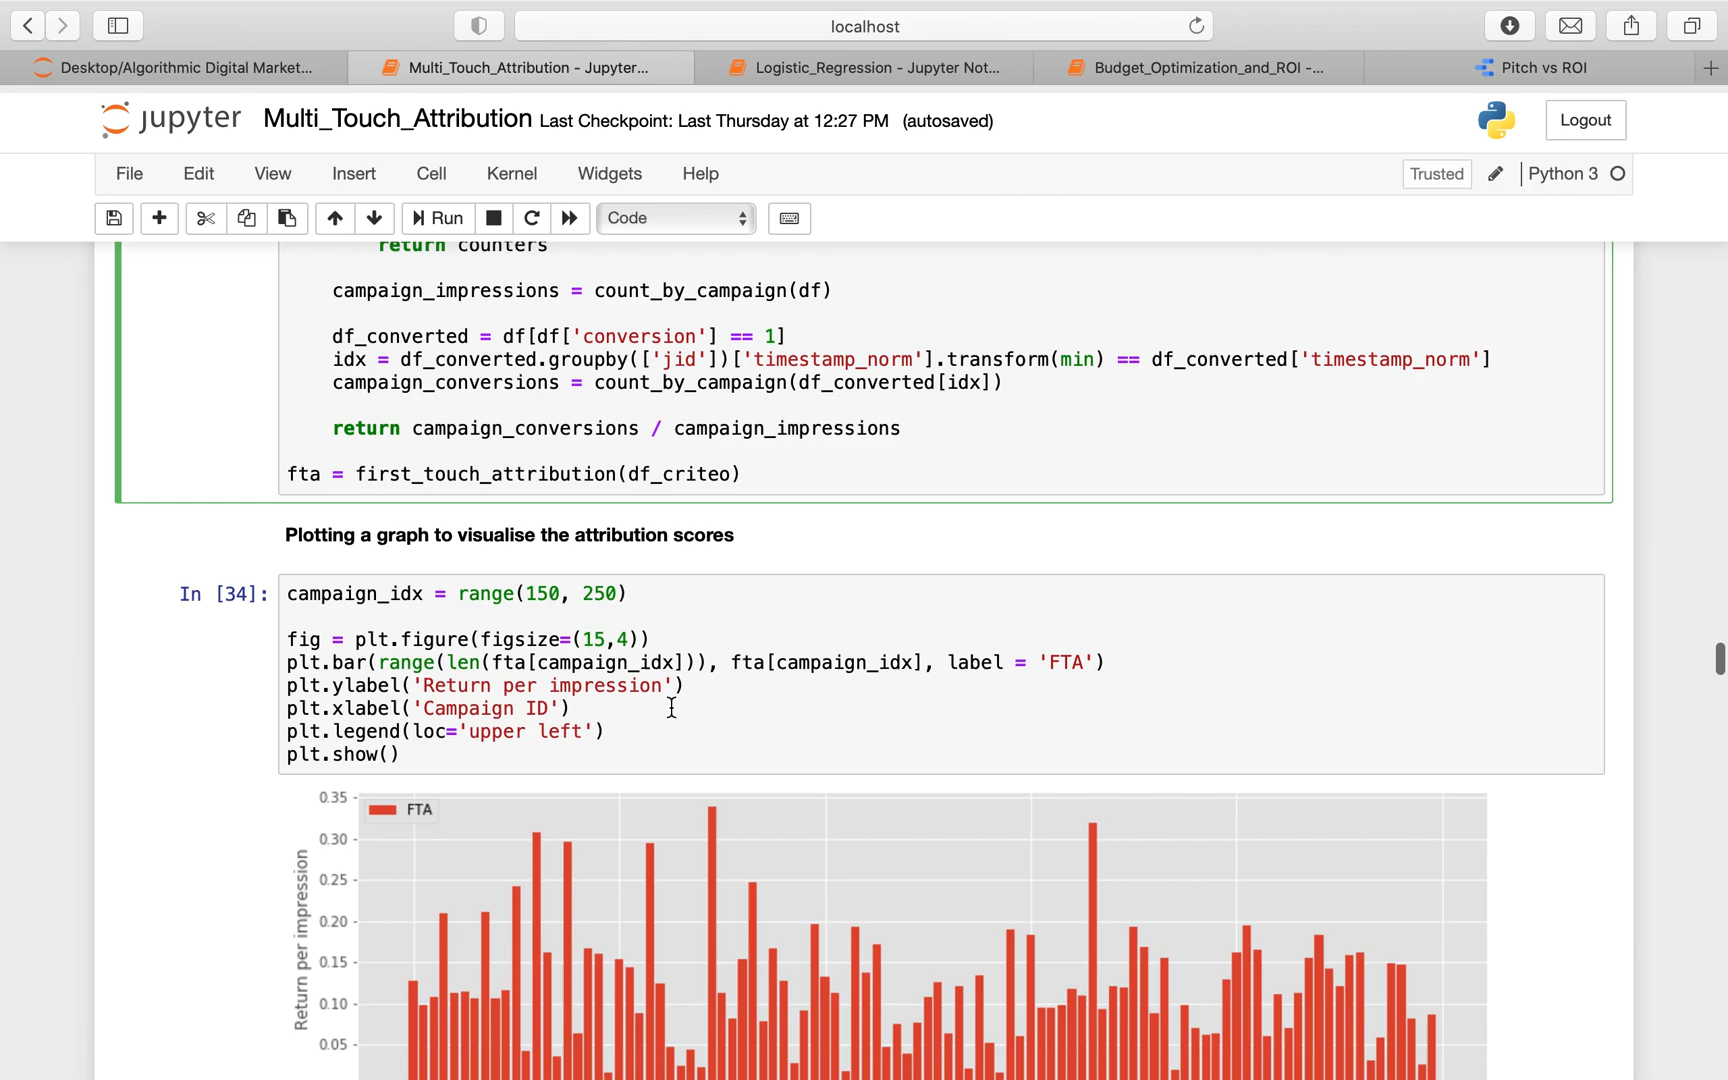 localhost
Desktop/Algorithmic Digital Market...
Multi_Touch_Attribution - Jupyter...
Logistic_Regression - Jupyter Not...
Budget_Optimization_and_ROI -...
Pitch vs ROI
jupyter Multi_Touch_Attribution Last Checkpoint: Last Thursday at 12:27 PM (autosaved)
Logout
File Edit View Insert Cell Kernel Widgets Help
Trusted
Python 3
Run
Code
return counters
campaign_impressions = count_by_campaign(df)
df_converted = df[df['conversion'] == 1]
idx = df_converted.groupby(['jid'])['timestamp_norm'].transform(min) == df_converted['timestamp_norm']
campaign_conversions = count_by_campaign(df_converted[idx])
return campaign_conversions / campaign_impressions
fta = first_touch_attribution(df_criteo)
Plotting a graph to visualise the attribution scores
In [34]: campaign_idx = range(150, 250)
fig = plt.figure(figsize=(15,4))
plt.bar(range(len(fta[campaign_idx])), fta[campaign_idx], label = 'FTA')
plt.ylabel('Return per impression')
plt.xlabel('Campaign ID')
plt.legend(loc='upper left')
plt.show()
0.35
FTA
0.30
0.25
0.20
0.15
0.10
0.05
Return per impression